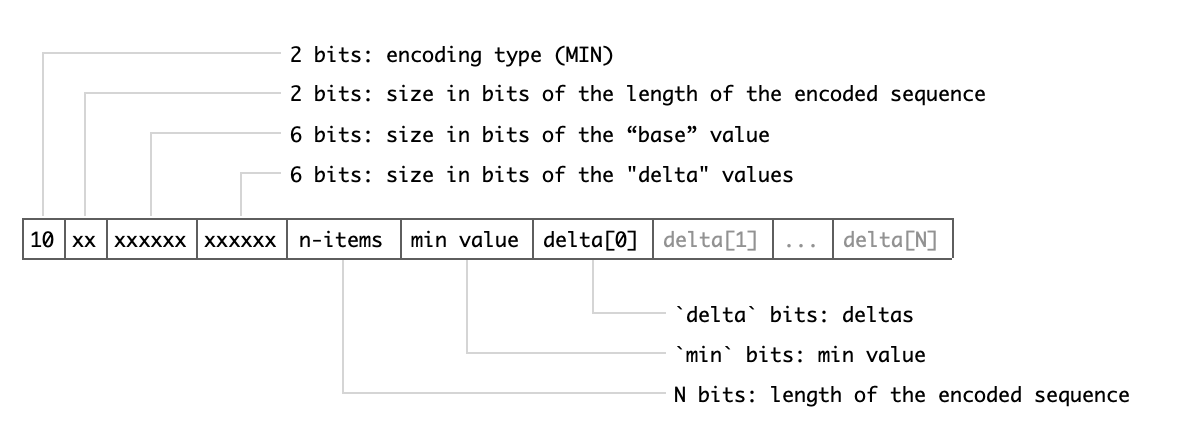 2 bits: encoding type (MIN)
2 bits: size in bits of the length of the encoded sequence
6 bits: size in bits of the “base” value
6 bits: size in bits of the "delta" values
10 xx xxxxxx xxxxxx n-items min value delta[0] delta[1] ... delta[N]
`delta` bits: deltas
`min` bits: min value
N bits: length of the encoded sequence